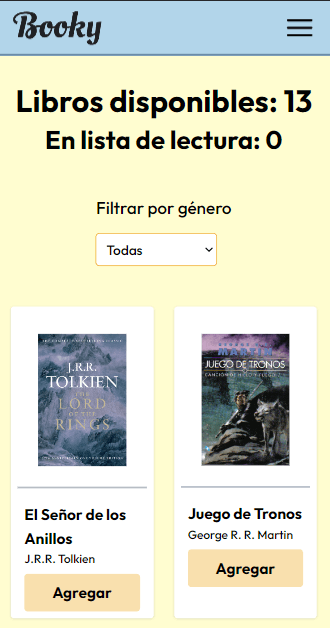 Booky
Libros disponibles: 13
En lista de lectura: 0
Filtrar por género
Todas
J.R.R.
TOLKIEN
THE
LORD
OF THE
RINGS
MARTIN
JUEGO DE TRONOS
El Señor de los
Anillos
J.R.R. Tolkien
Agregar
Juego de Tronos
George R. R. Martin
Agregar